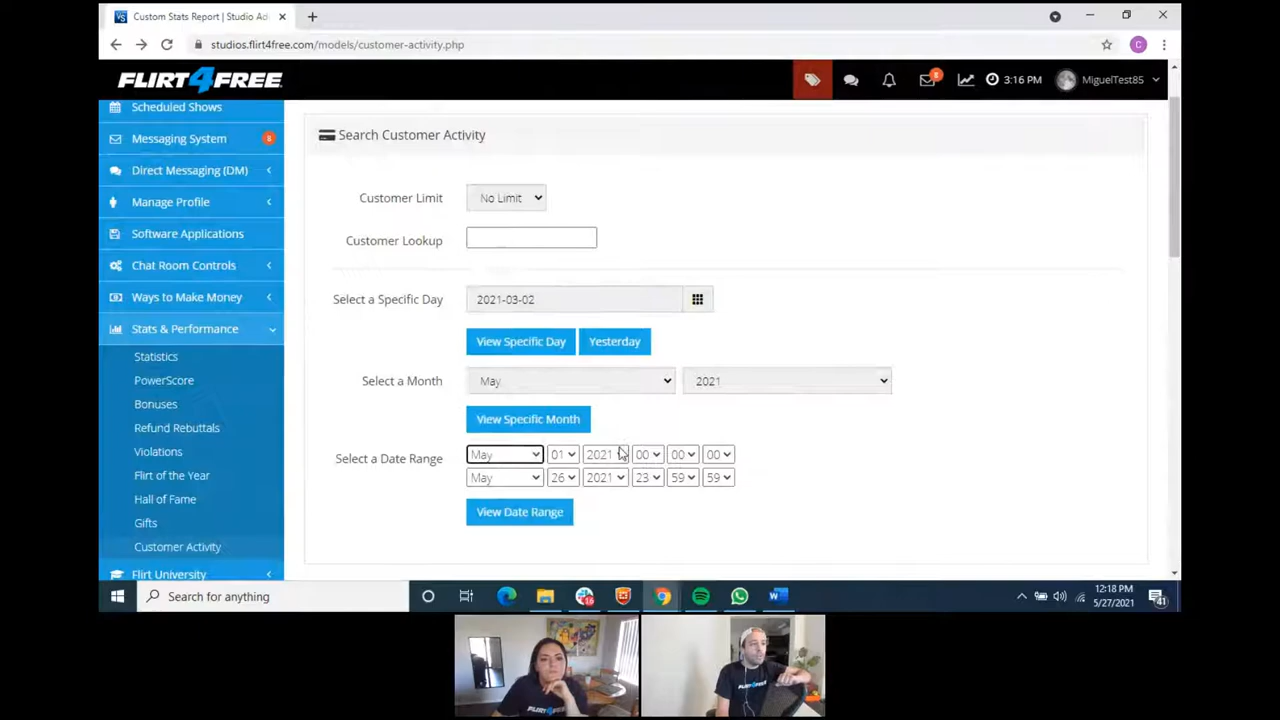 Custom Stats Report | Studio Ad
studios.flirt4free.com/models/customer-activity.php
C
FLIRT4FREE
8
3:16 PM
MiguelTest85
Scheduled Shows
Messaging System
8
Direct Messaging (DM)
Manage Profile
Software Applications
Chat Room Controls
Ways to Make Money
Stats & Performance
Statistics
PowerScore
Bonuses
Refund Rebuttals
Violations
Flirt of the Year
Hall of Fame
Gifts
Customer Activity
Flirt University
Search Customer Activity
Customer Limit No Limit
Customer Lookup
Select a Specific Day 2021-03-02
View Specific Day Yesterday
Select a Month May 2021
View Specific Month
Select a Date Range May 01 2021 00 00 00
May 26 2021 23 59 59
View Date Range
Search for anything
16
12:18 PM
5/27/2021
41
FLIRT4FREE